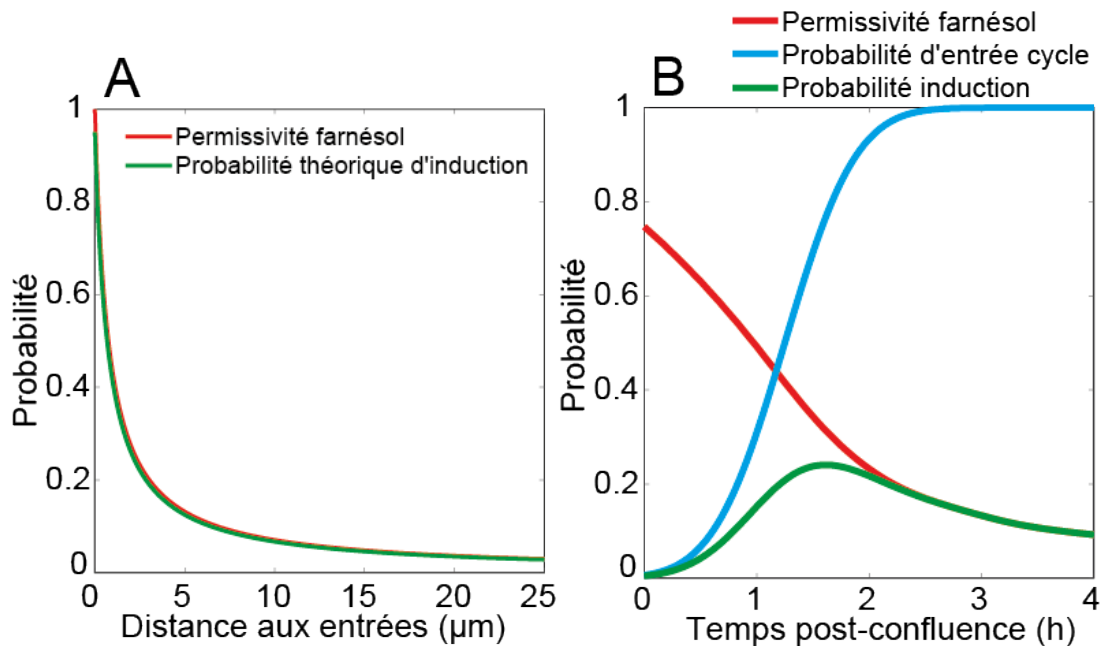 A
Permissivité farnésol
Probabilité théorique d'induction
Probabilité
1
0.8
0.6
0.4
0.2
0
0 5 10 15 20 25
Distance aux entrées (µm)
B
Permissivité farnésol
Probabilité d'entrée cycle
Probabilité induction
Probabilité
1
0.8
0.6
0.4
0.2
0
0 1 2 3 4
Temps post-confluence (h)